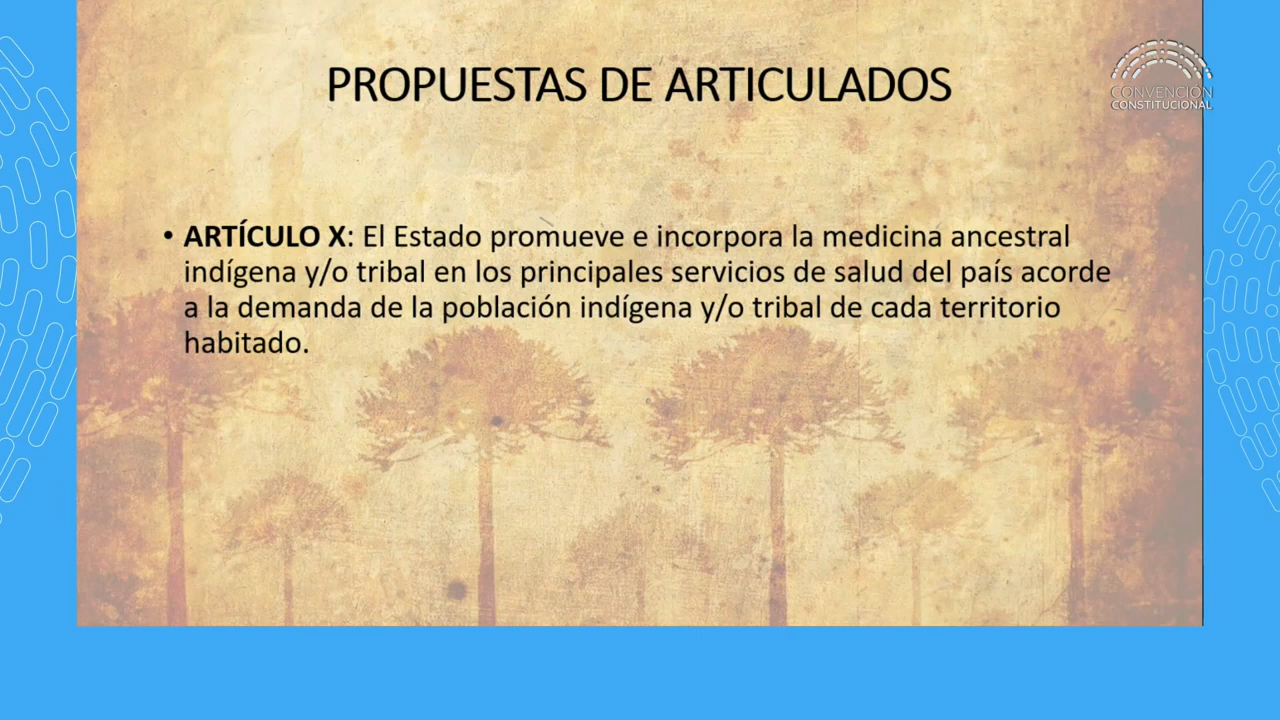 PROPUESTAS DE ARTICULADOS
CONVENCIÓN
CONSTITUCIONAL
• ARTÍCULO X: El Estado promueve e incorpora la medicina ancestral
indígena y/o tribal en los principales servicios de salud del país acorde
a la demanda de la población indígena y/o tribal de cada territorio
habitado.